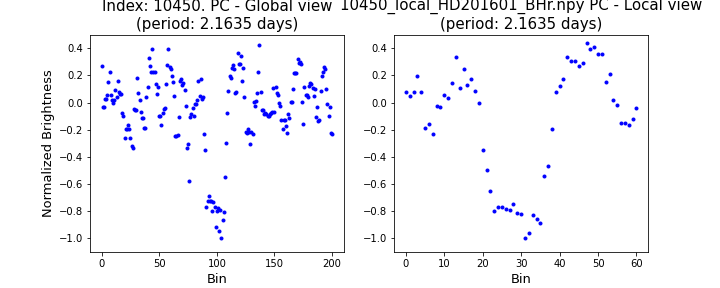 Index: 10450. PC - Global view
(period: 2.1635 days)
10450_local_HD201601_BHr.npy PC - Local view
(period: 2.1635 days)
Normalized Brightness
0.4
0.2
0.0
−0.2
−0.4
−0.6
−0.8
−1.0
0 50 100 150 200
Bin
0.4
0.2
0.0
−0.2
−0.4
−0.6
−0.8
−1.0
0 10 20 30 40 50 60
Bin